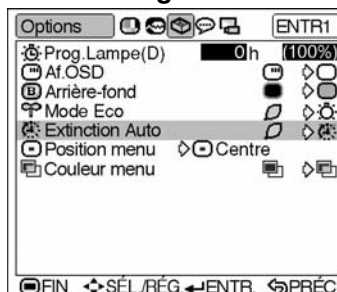 Options ENTR1
Prog.Lampe(D) 0 h (100%)
Af.OSD
B Arrière-fond
Mode Eco
Extinction Auto
Position menu Centre
Couleur menu
FIN SÉL./RÉG ENTR. PRÉC